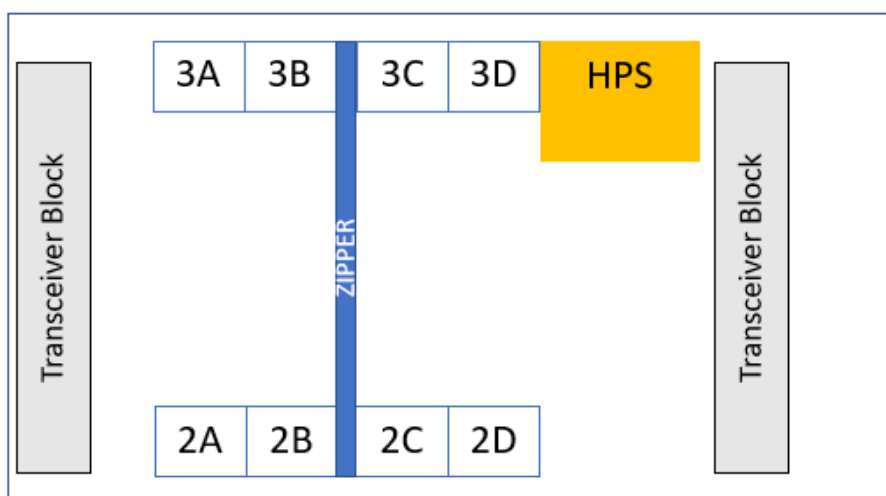 3A 3B 3C 3D HPS
Transceiver Block
ZIPPER
Transceiver Block
2A 2B 2C 2D